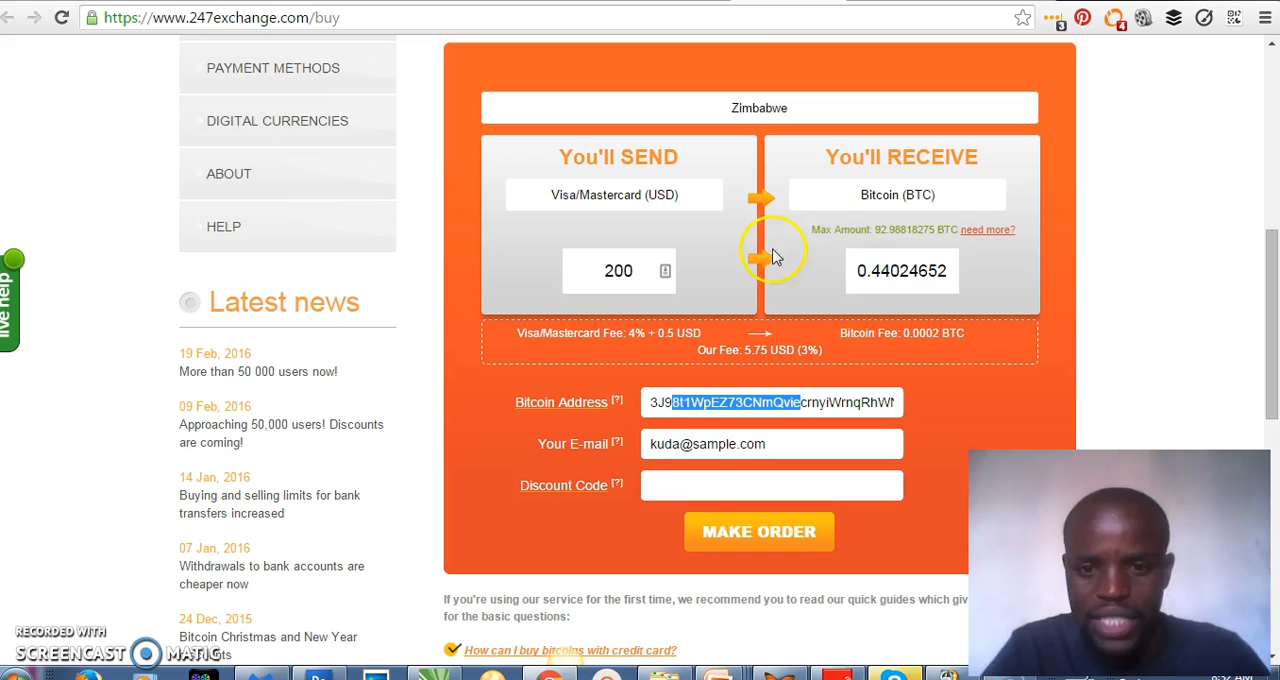 https://www.247exchange.com/buy
3
4
PAYMENT METHODS
DIGITAL CURRENCIES
ABOUT
HELP
live help
Latest news
19 Feb, 2016
More than 50 000 users now!
09 Feb, 2016
Approaching 50,000 users! Discounts
are coming!
14 Jan, 2016
Buying and selling limits for bank
transfers increased
07 Jan, 2016
Withdrawals to bank accounts are
cheaper now
24 Dec, 2015
Bitcoin Christmas and New Year
Zimbabwe
You'll SEND
You'll RECEIVE
Visa/Mastercard (USD)
Bitcoin (BTC)
Max Amount: 92.98818275 BTC need more?
200
0.44024652
Visa/Mastercard Fee: 4% + 0.5 USD
Bitcoin Fee: 0.0002 BTC
Our Fee: 5.75 USD (3%)
Bitcoin Address [?]
3J98t1WpEZ73CNmQviecrnyiWrnqRhWN
Your E-mail [?]
kuda@sample.com
Discount Code [?]
MAKE ORDER
If you're using our service for the first time, we recommend you to read our quick guides which
for the basic questions:
How can I buy bitcoins with credit card?
RECORDED WITH
SCREENCAST MATIC